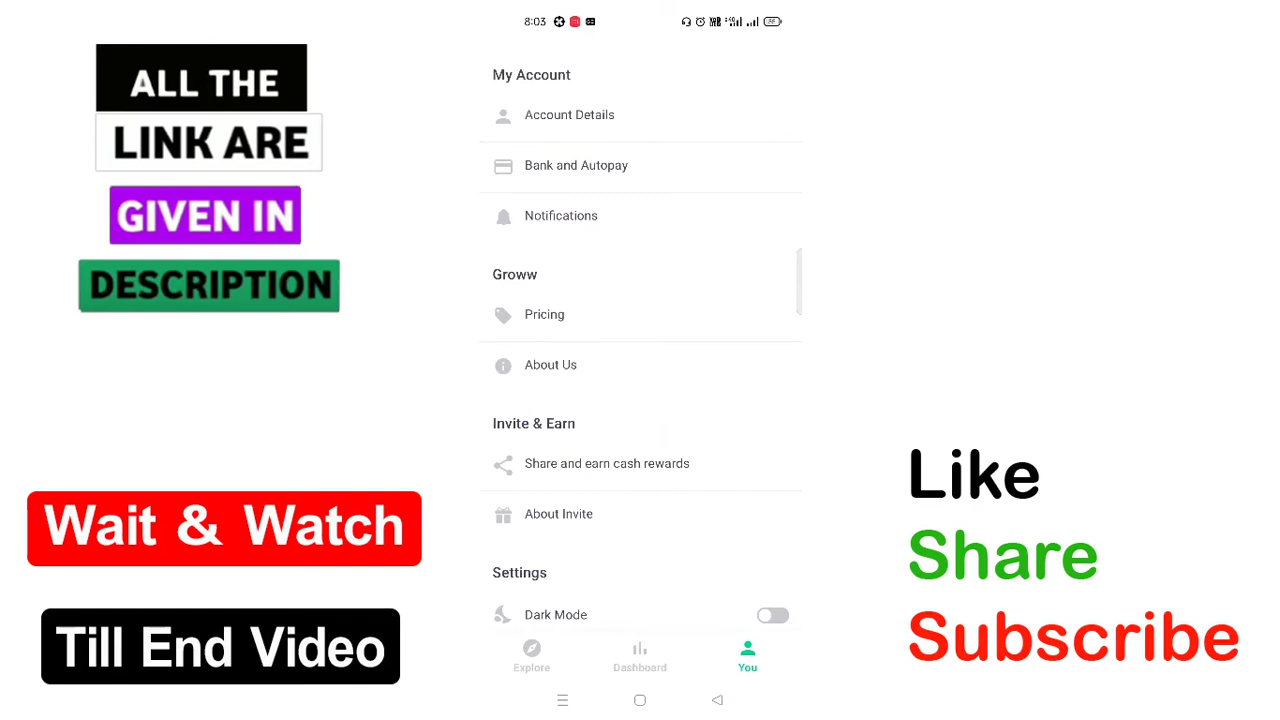 ALL THE
LINK ARE
GIVEN IN
DESCRIPTION
Wait & Watch
Till End Video
8:03
My Account
Account Details
Bank and Autopay
Notifications
Groww
Pricing
About Us
Invite & Earn
Share and earn cash rewards
About Invite
Settings
Dark Mode
Explore
Dashboard
You
Like
Share
Subscribe